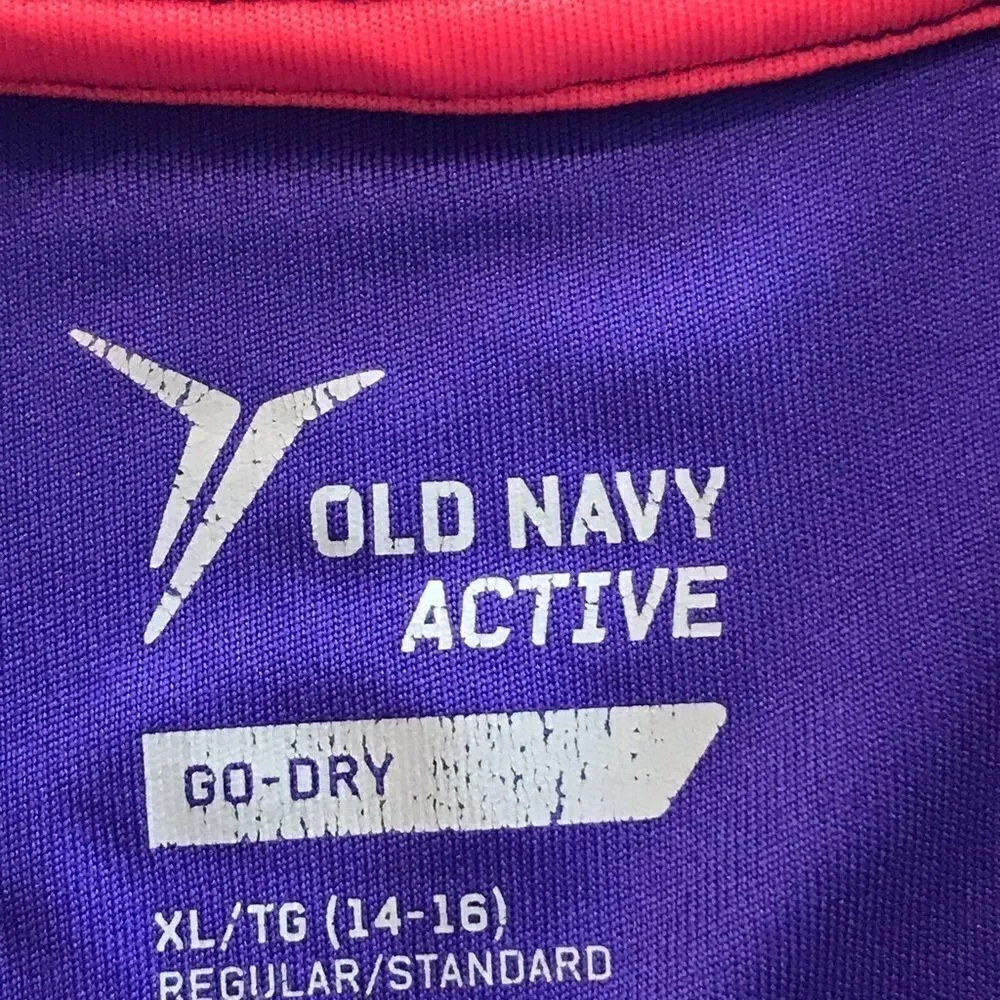 OLD NAVY
ACTIVE
GO-DRY
XL/TG (14-16)
REGULAR/STANDARD